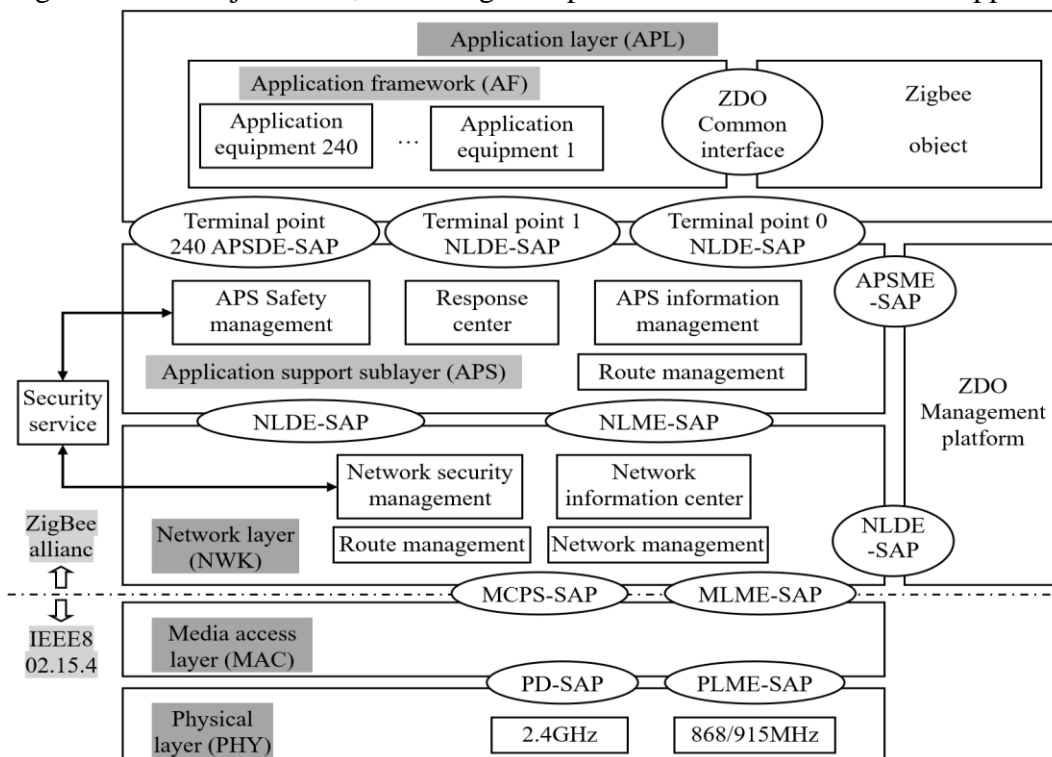 Application layer (APL)
Application framework (AF)
Application
equipment 240
...
Application
equipment 1
ZDO
Common
interface
Zigbee
object
Terminal point
240 APSDE-SAP
Terminal point 1
NLDE-SAP
Terminal point 0
NLDE-SAP
APS Safety
management
Response
center
APS information
management
APSME
-SAP
Application support sublayer (APS)
Route management
Security
service
ZDO
Management
platform
NLDE-SAP
NLME-SAP
Network security
management
Network
information center
Network layer
(NWK)
Route management
Network management
NLDE
-SAP
ZigBee
allianc
MCPS-SAP
MLME-SAP
IEEE8
02.15.4
Media access
layer (MAC)
PD-SAP
PLME-SAP
Physical
layer (PHY)
2.4GHz
868/915MHz